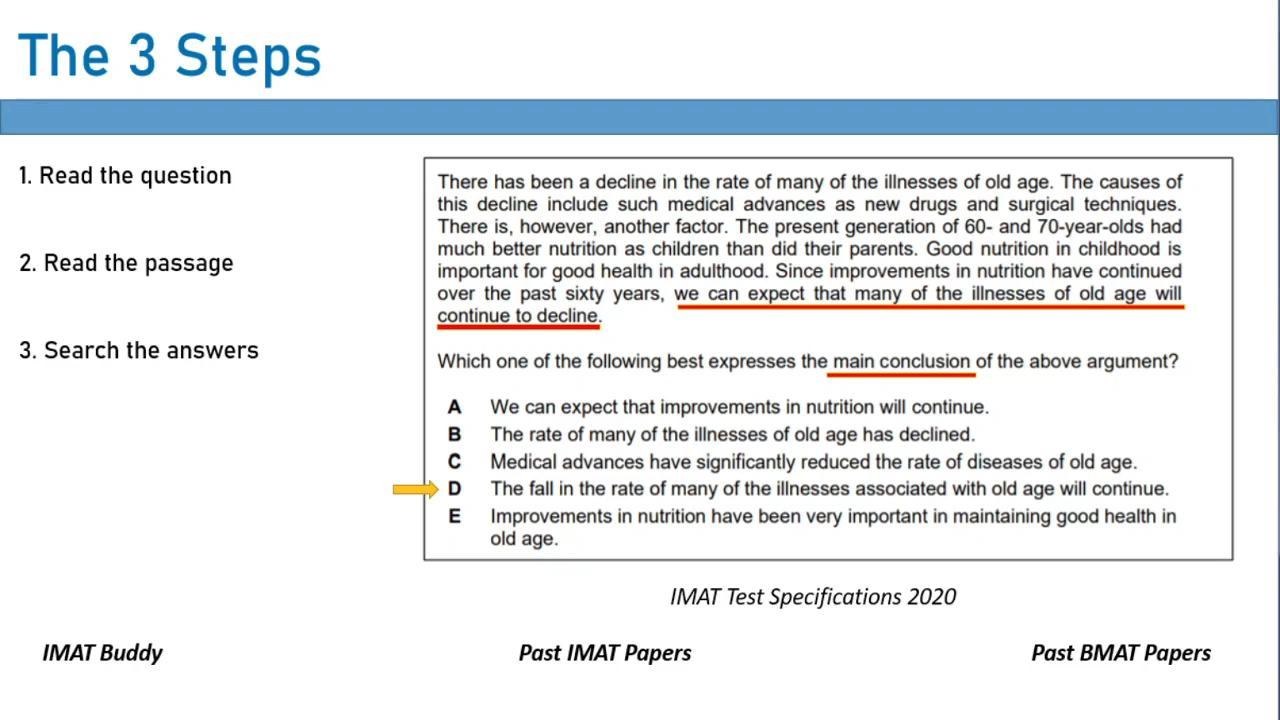 The 3 Steps
1. Read the question
2. Read the passage
3. Search the answers
There has been a decline in the rate of many of the illnesses of old age. The causes of
this decline include such medical advances as new drugs and surgical techniques.
There is, however, another factor. The present generation of 60- and 70-year-olds had
much better nutrition as children than did their parents. Good nutrition in childhood is
important for good health in adulthood. Since improvements in nutrition have continued
over the past sixty years, we can expect that many of the illnesses of old age will
continue to decline.
Which one of the following best expresses the main conclusion of the above argument?
A We can expect that improvements in nutrition will continue.
B The rate of many of the illnesses of old age has declined.
C Medical advances have significantly reduced the rate of diseases of old age.
D The fall in the rate of many of the illnesses associated with old age will continue.
E Improvements in nutrition have been very important in maintaining good health in
old age.
IMAT Test Specifications 2020
IMAT Buddy
Past IMAT Papers
Past BMAT Papers